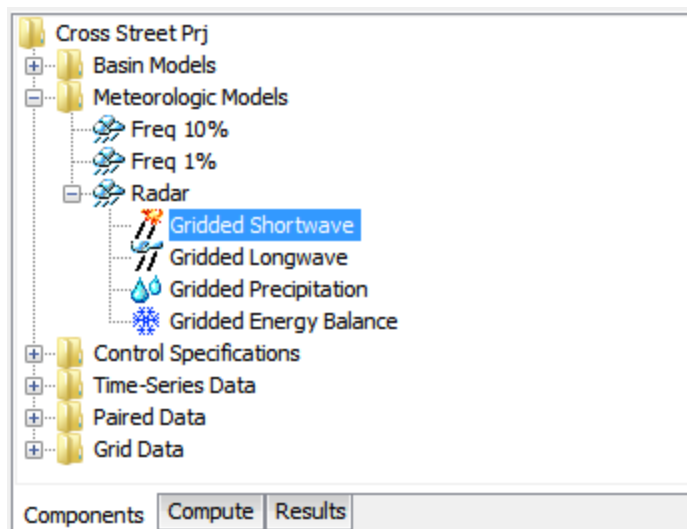 Cross Street Prj
Basin Models
Meteorologic Models
Freq 10%
Freq 1%
Radar
Gridded Shortwave
Gridded Longwave
Gridded Precipitation
Gridded Energy Balance
Control Specifications
Time-Series Data
Paired Data
Grid Data
Components Compute Results